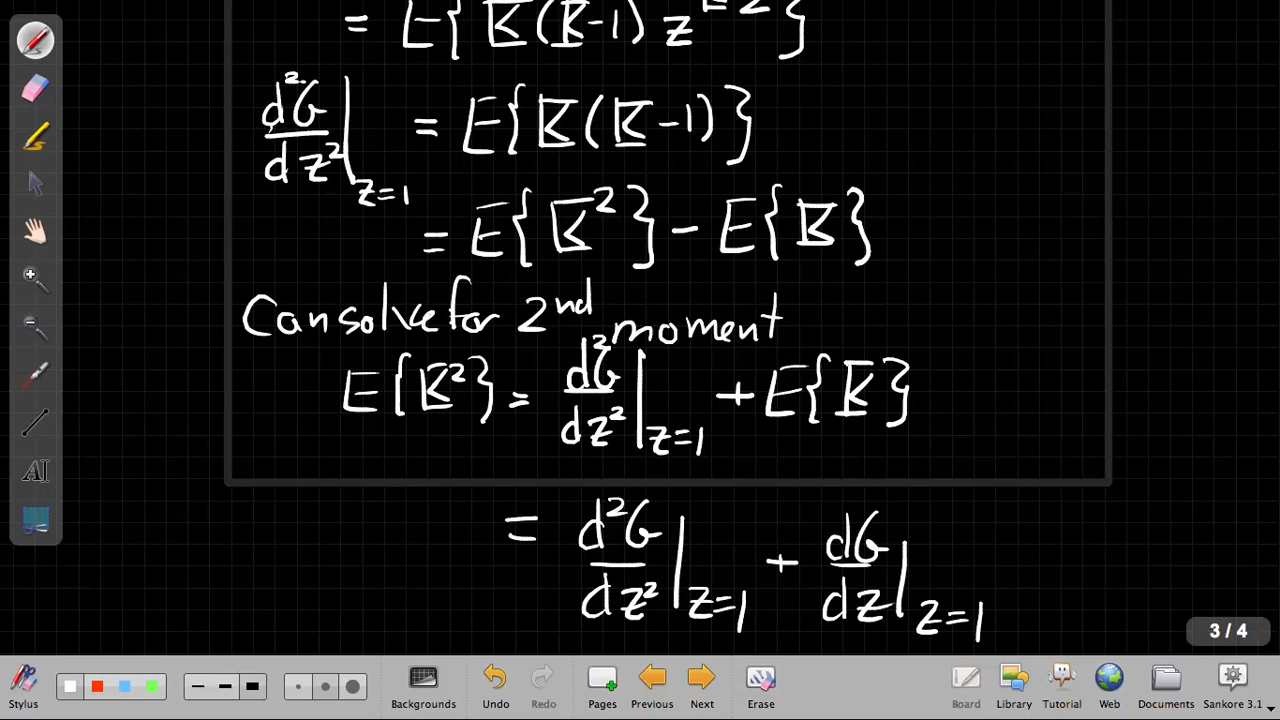 = E{K(K-1) z^{K-2}}
d²G/dz² |_{z=1} = E{K(K-1)}
= E{K²} - E{K}
Can solve for 2nd moment
E{K²} = d²G/dz² |_{z=1} + E{K}
= d²G/dz² |_{z=1} + dG/dz |_{z=1}
3 / 4
AI
Stylus Backgrounds Undo Redo Pages Previous Next Erase Board Library Tutorial Web Documents Sankore 3.1